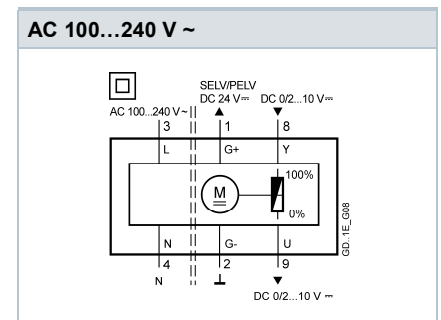 AC 100...240 V ~
SELV/PELV
DC 24 V⎓ DC 0/2...10 V⎓
AC 100...240 V~
3 1 8
L G+ Y
100%
M
0%
N G- U
4 2 9
N
DC 0/2...10 V ⎓
GD..1E_G08